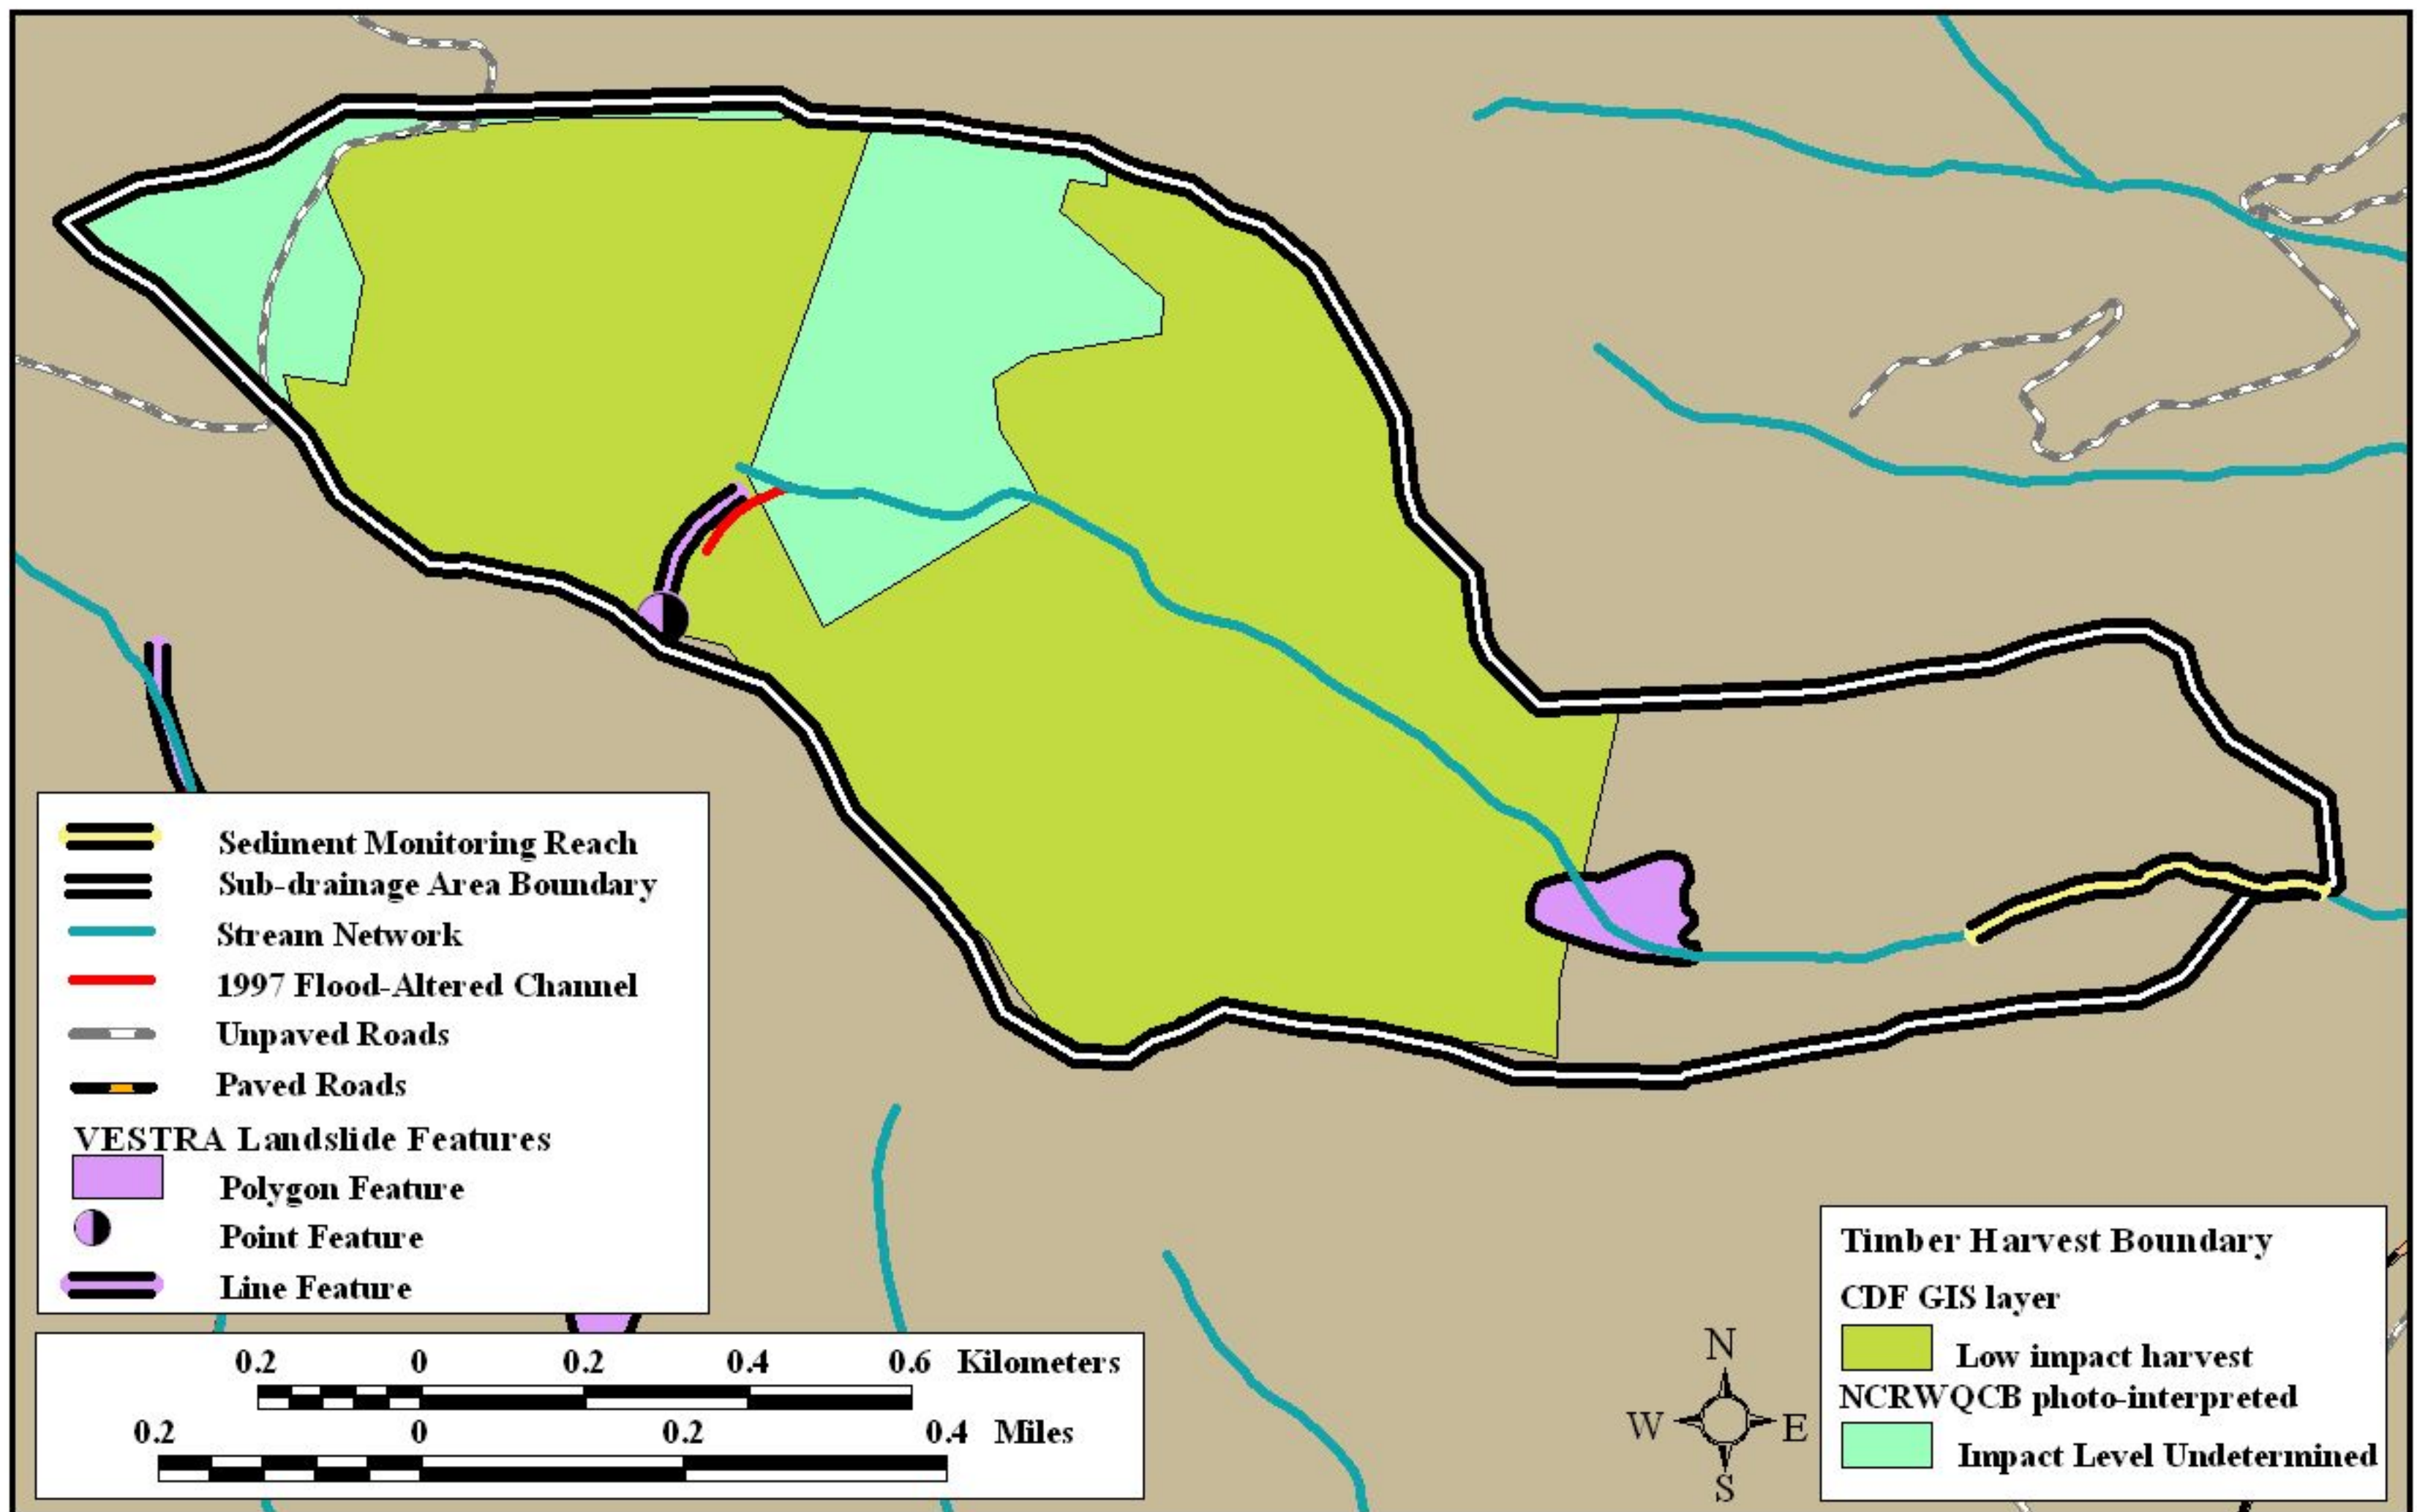 Sediment Monitoring Reach
Sub-drainage Area Boundary
Stream Network
1997 Flood-Altered Channel
Unpaved Roads
Paved Roads
VESTRA Landslide Features
Polygon Feature
Point Feature
Line Feature
0.2 0 0.2 0.4 0.6 Kilometers
0.2 0 0.2 0.4 Miles
N
W E
S
Timber Harvest Boundary
CDF GIS layer
Low impact harvest
NCRWQCB photo-interpreted
Impact Level Undetermined